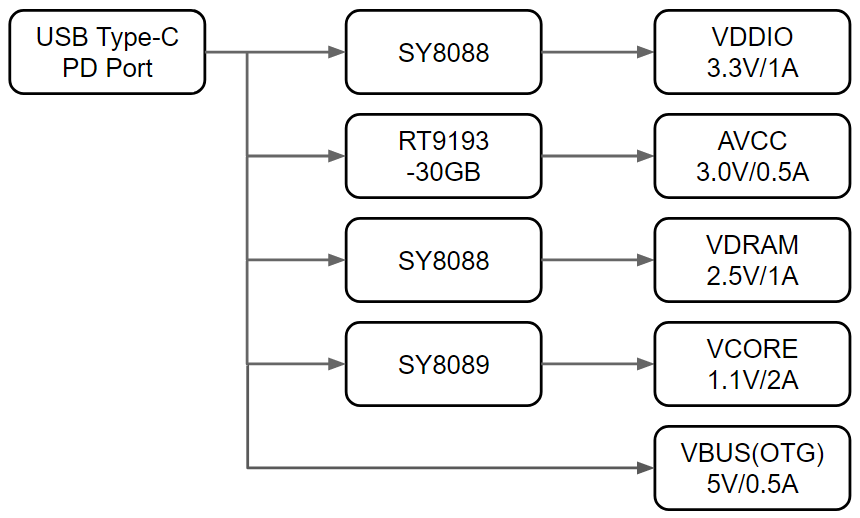 USB Type-C
PD Port
SY8088
VDDIO
3.3V/1A
RT9193
-30GB
AVCC
3.0V/0.5A
SY8088
VDRAM
2.5V/1A
SY8089
VCORE
1.1V/2A
VBUS(OTG)
5V/0.5A